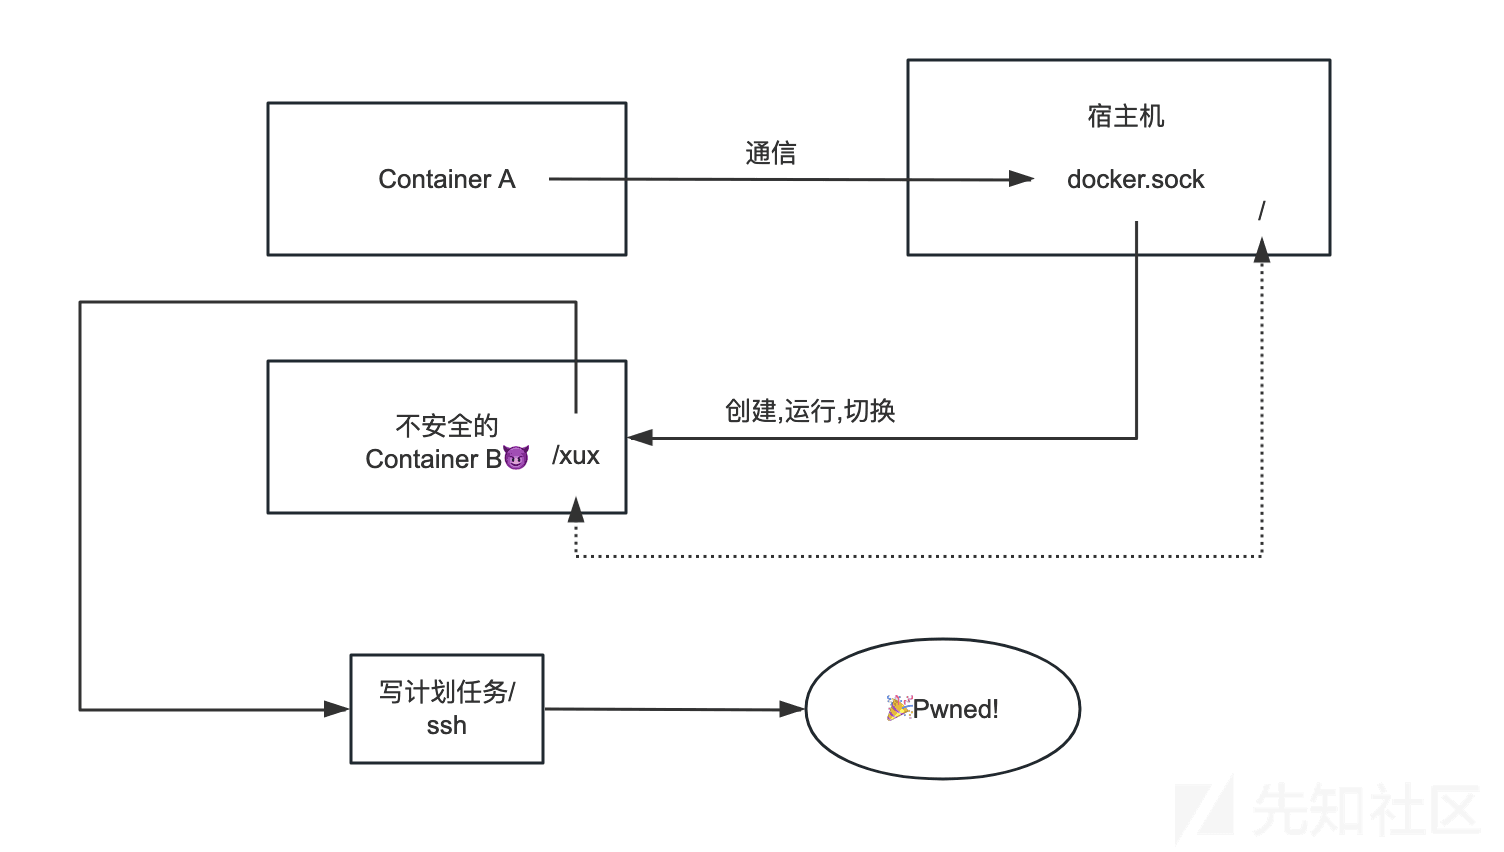 Container A
通信
宿主机
docker.sock
/
创建,运行,切换
不安全的
Container B😈
/xux
写计划任务/
ssh
🎉Pwned!
先知社区